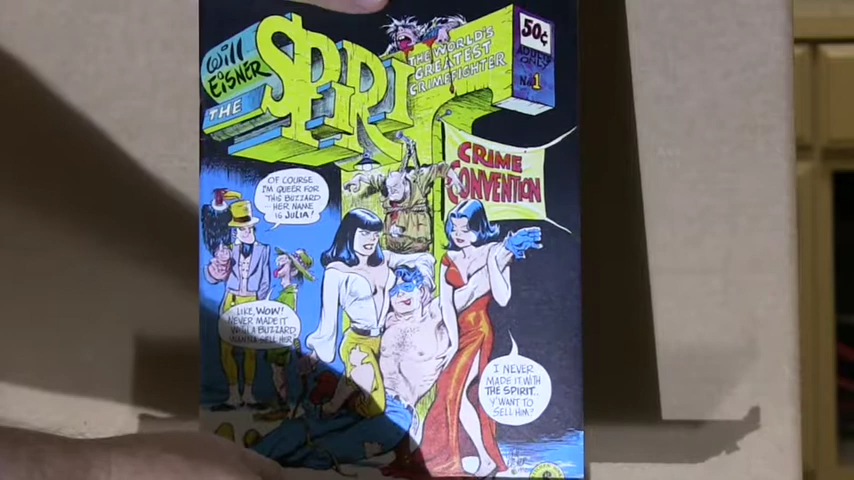 Will
Eisner
THE
SPIRIT
THE WORLD'S
GREATEST
CRIMEFIGHTER
50¢
ADULTS
ONLY
No 1
CRIME
CONVENTION
OF COURSE
I'M QUEER FOR
THIS BUZZARD
--HER NAME
IS JULIA!
LIKE, WOW!
NEVER MADE IT
WITH A BUZZARD
WANNA SELL HER
I NEVER
MADE IT WITH
THE SPIRIT..
Y'WANT TO
SELL HIM?